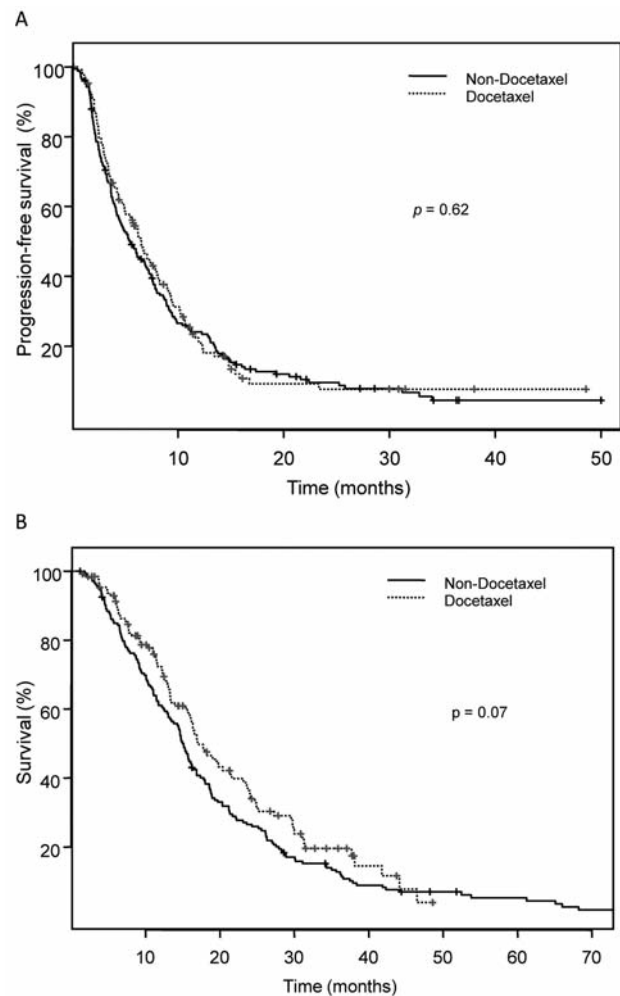 A
Progression-free survival (%)
100
80
60
40
20
Non-Docetaxel
Docetaxel
p = 0.62
10 20 30 40 50
Time (months)
B
Survival (%)
100
80
60
40
20
Non-Docetaxel
Docetaxel
p = 0.07
10 20 30 40 50 60 70
Time (months)